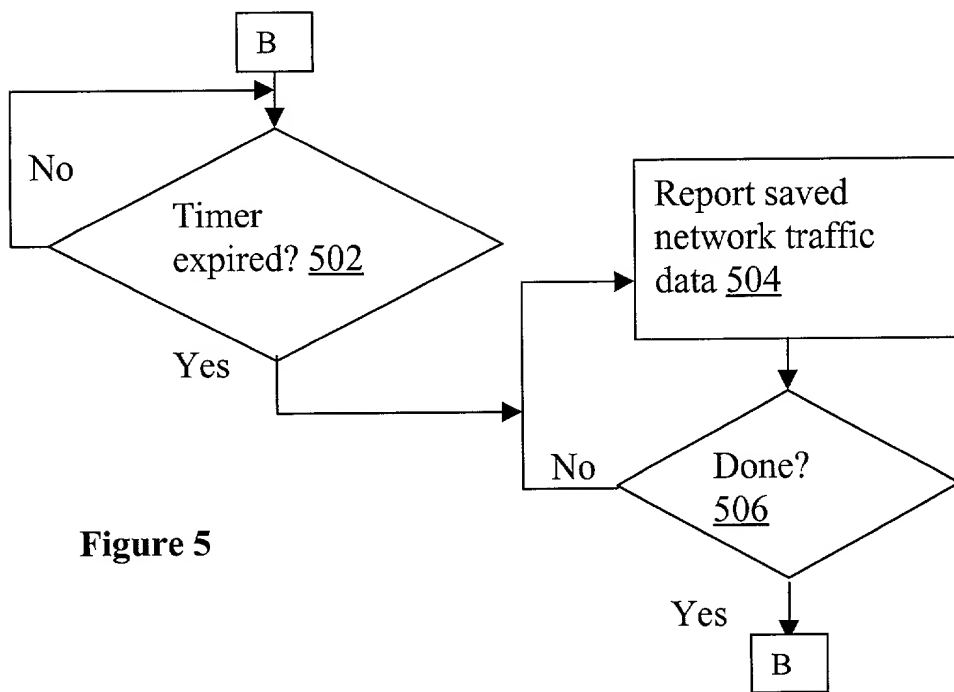 B
No
Timer
expired? 502
Yes
Report saved
network traffic
data 504
No
Done?
506
Figure 5
Yes
B